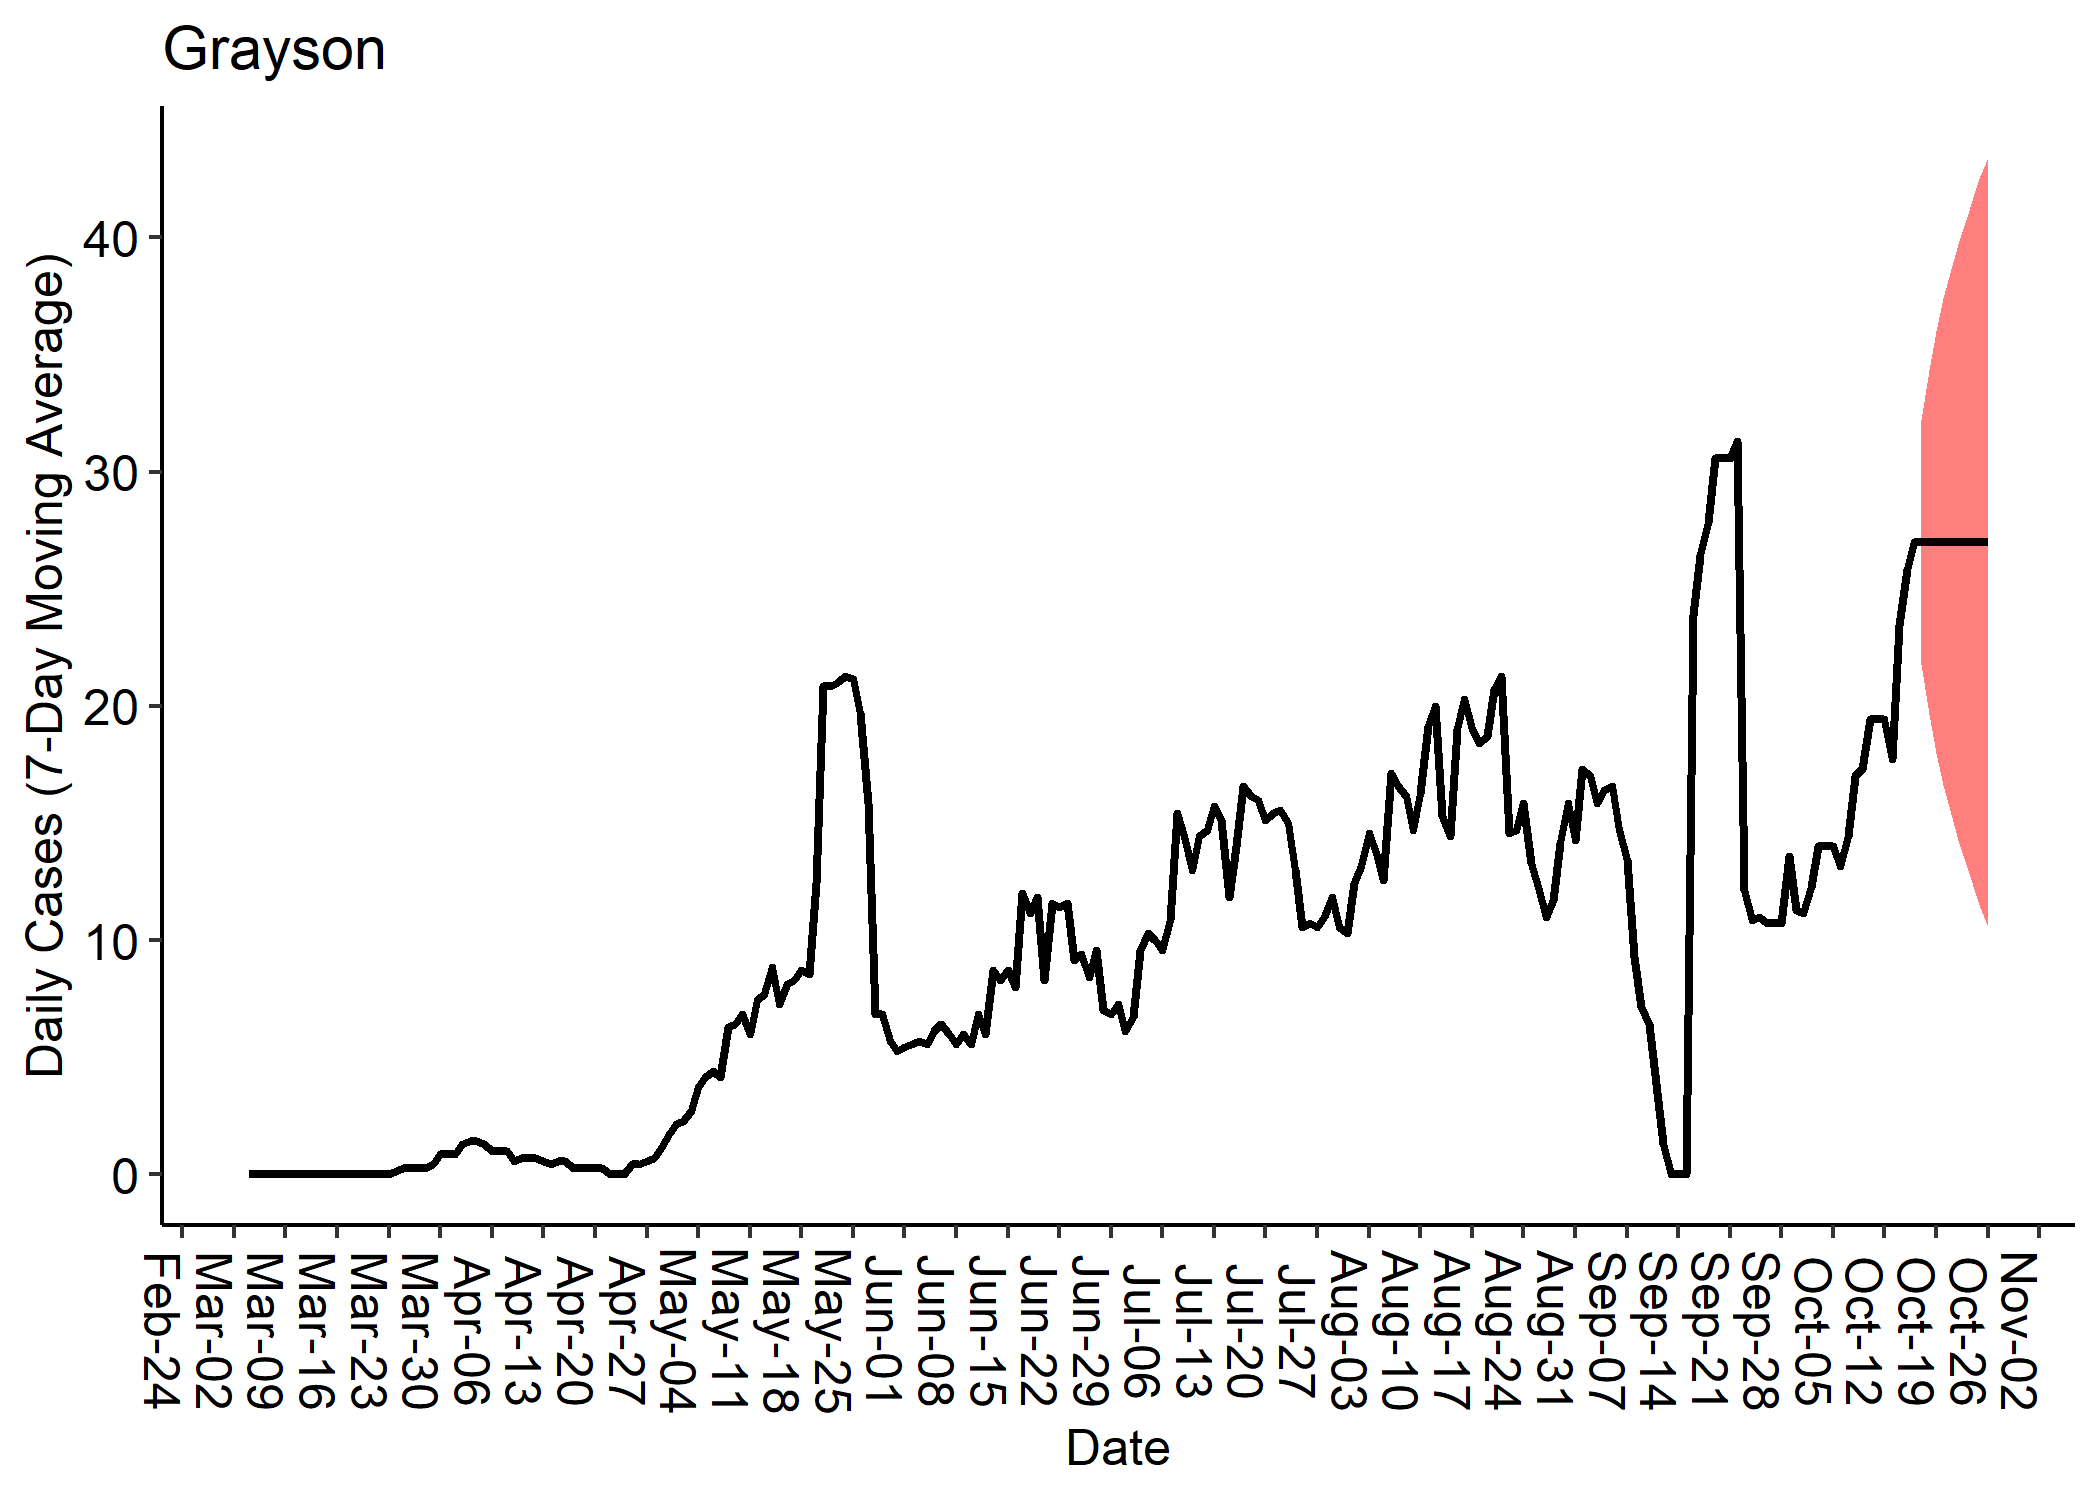 Grayson
Daily Cases (7-Day Moving Average)
40
30
20
10
0
Feb-24
Mar-02
Mar-09
Mar-16
Mar-23
Mar-30
Apr-06
Apr-13
Apr-20
Apr-27
May-04
May-11
May-18
May-25
Jun-01
Jun-08
Jun-15
Jun-22
Jun-29
Jul-06
Jul-13
Jul-20
Jul-27
Aug-03
Aug-10
Aug-17
Aug-24
Aug-31
Sep-07
Sep-14
Sep-21
Sep-28
Oct-05
Oct-12
Oct-19
Oct-26
Nov-02
Date